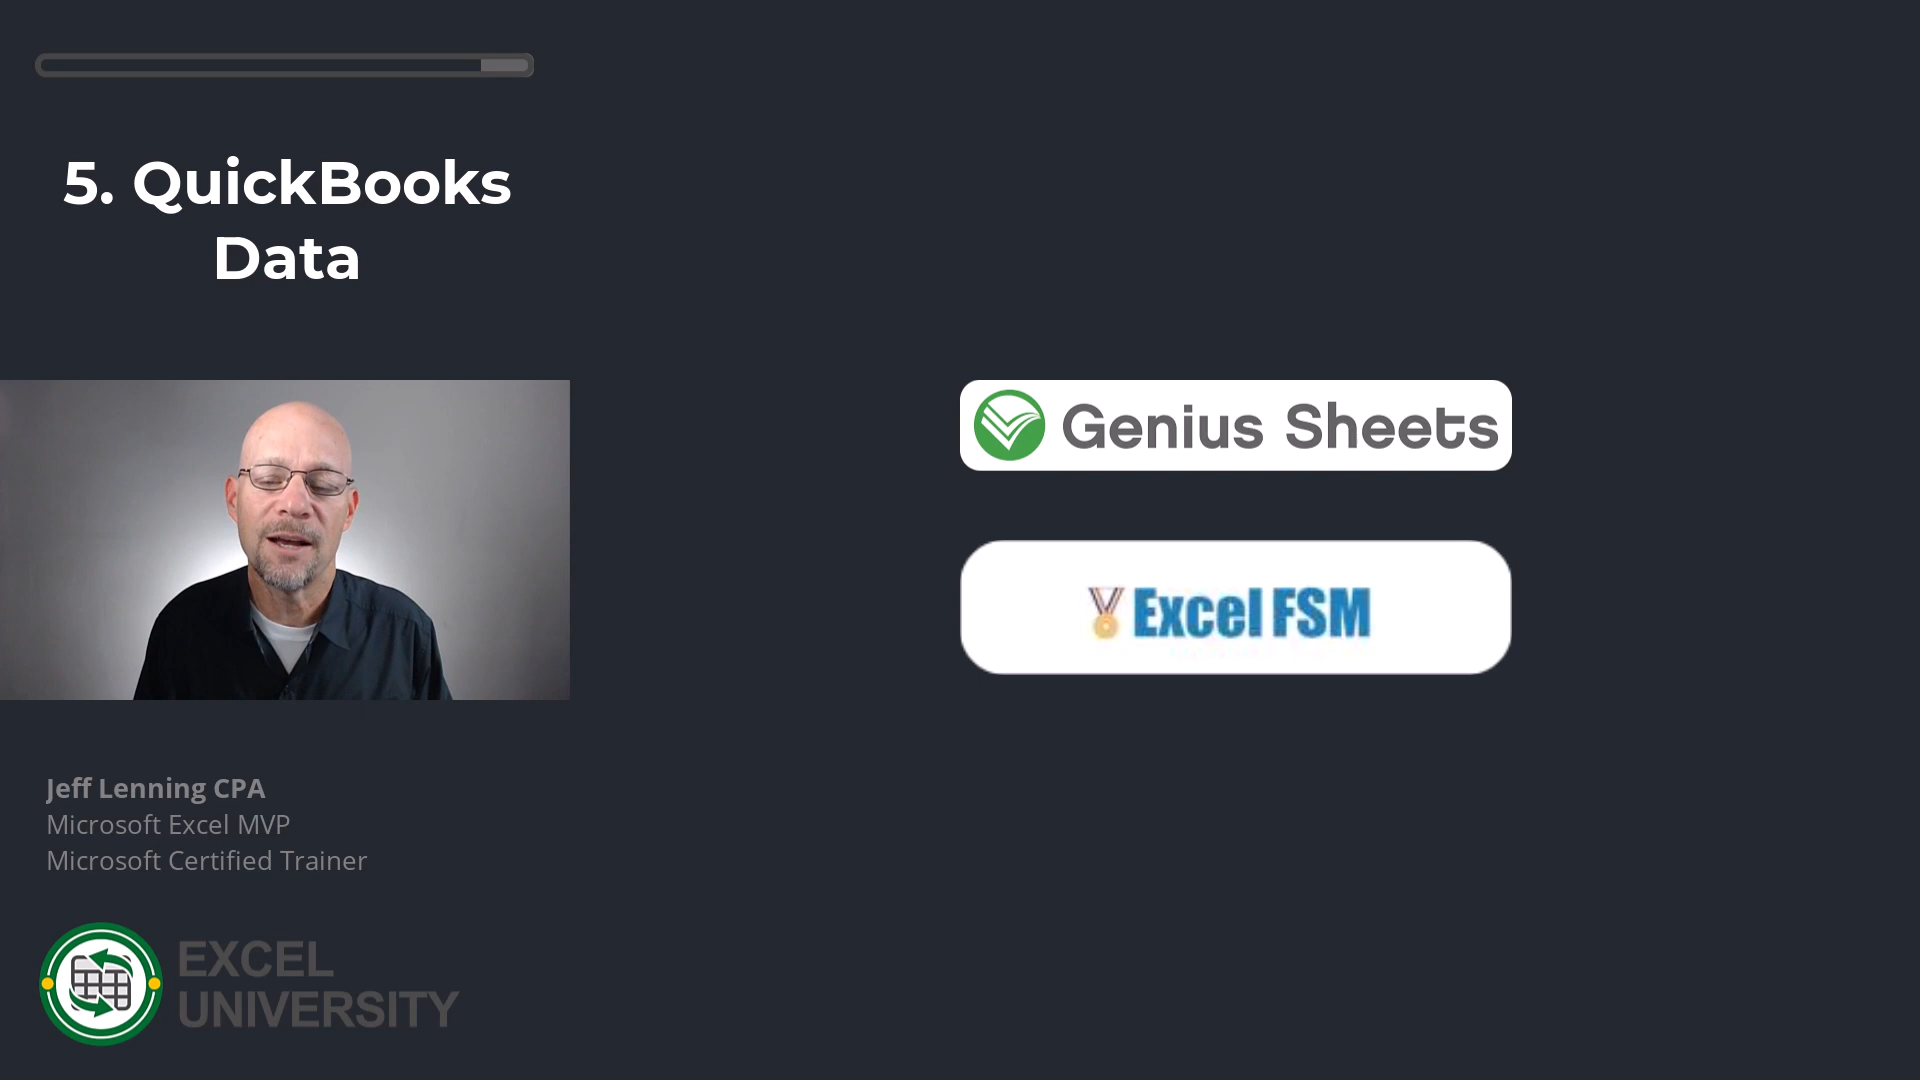 5. QuickBooks
Data
Genius Sheets
Excel FSM
Jeff Lenning CPA
Microsoft Excel MVP
Microsoft Certified Trainer
EXCEL
UNIVERSITY